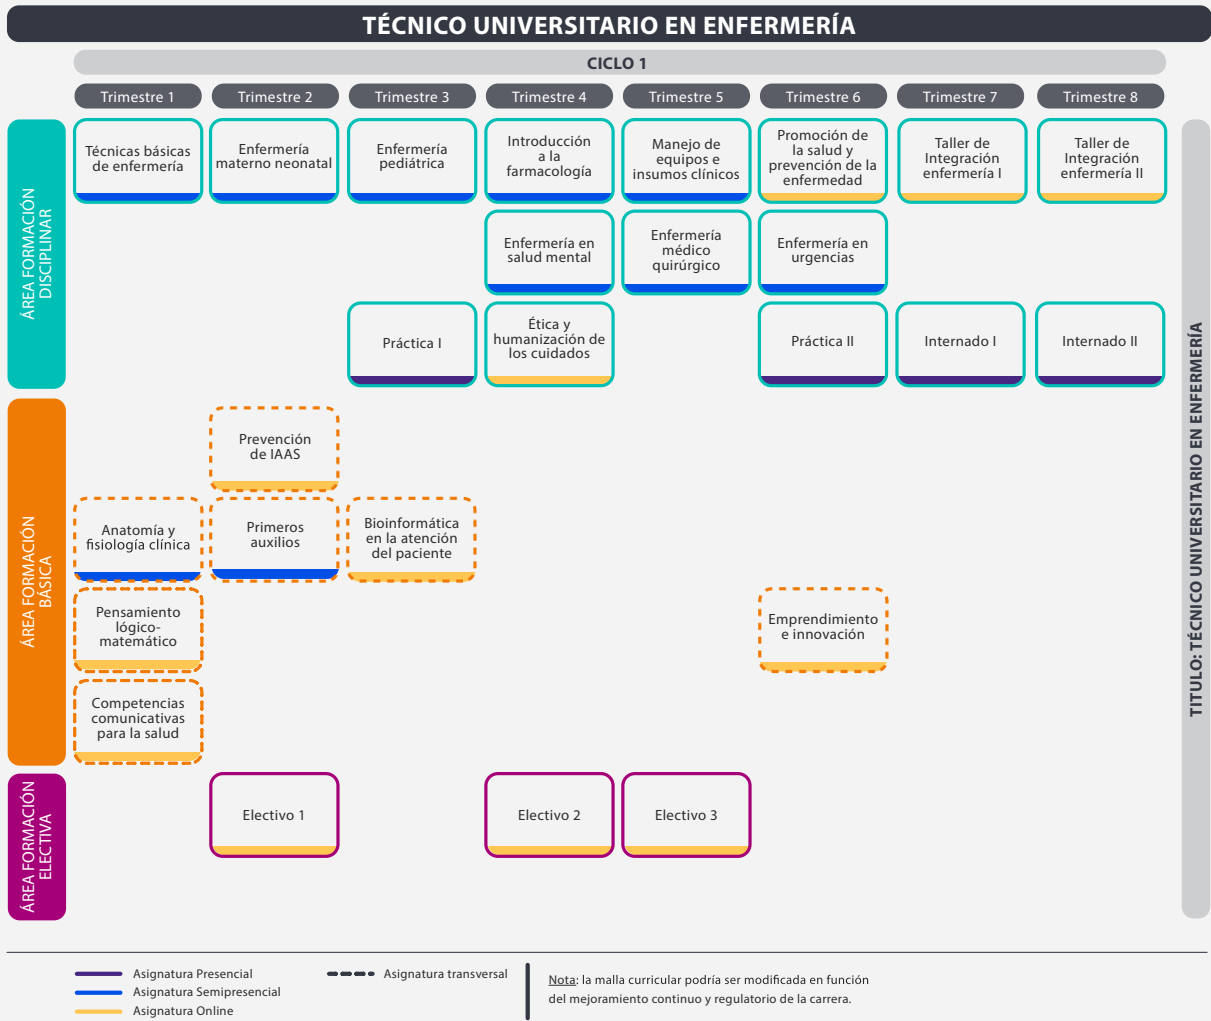 TÉCNICO UNIVERSITARIO EN ENFERMERÍA
CICLO 1
Trimestre 1
Trimestre 2
Trimestre 3
Trimestre 4
Trimestre 5
Trimestre 6
Trimestre 7
Trimestre 8
ÁREA FORMACIÓN
DISCIPLINAR
Técnicas básicas
de enfermería
Enfermería
materno neonatal
Enfermería
pediátrica
Introducción
a la
farmacología
Manejo de
equipos e
insumos clínicos
Promoción de
la salud y
prevención de la
enfermedad
Taller de
Integración
enfermería I
Taller de
Integración
enfermería II
Enfermería en
salud mental
Enfermería
médico
quirúrgico
Enfermería en
urgencias
Práctica I
Ética y
humanización de
los cuidados
Práctica II
Internado I
Internado II
ÁREA FORMACIÓN
BÁSICA
Prevención
de IAAS
Anatomía y
fisiología clínica
Primeros
auxilios
Bioinformática
en la atención
del paciente
Pensamiento
lógico-
matemático
Emprendimiento
e innovación
Competencias
comunicativas
para la salud
ÁREA FORMACIÓN
ELECTIVA
Electivo 1
Electivo 2
Electivo 3
TITULO: TÉCNICO UNIVERSITARIO EN ENFERMERÍA
Asignatura Presencial
Asignatura Semipresencial
Asignatura Online
Asignatura transversal
Nota: la malla curricular podría ser modificada en función
del mejoramiento continuo y regulatorio de la carrera.